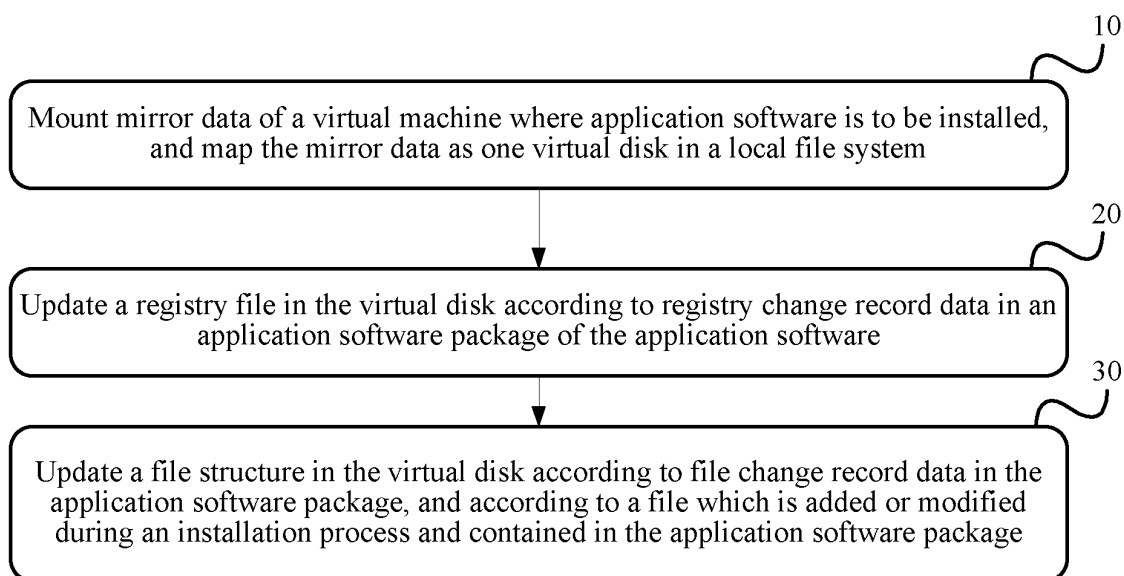 10
Mount mirror data of a virtual machine where application software is to be installed,
and map the mirror data as one virtual disk in a local file system
20
Update a registry file in the virtual disk according to registry change record data in an
application software package of the application software
30
Update a file structure in the virtual disk according to file change record data in the
application software package, and according to a file which is added or modified
during an installation process and contained in the application software package